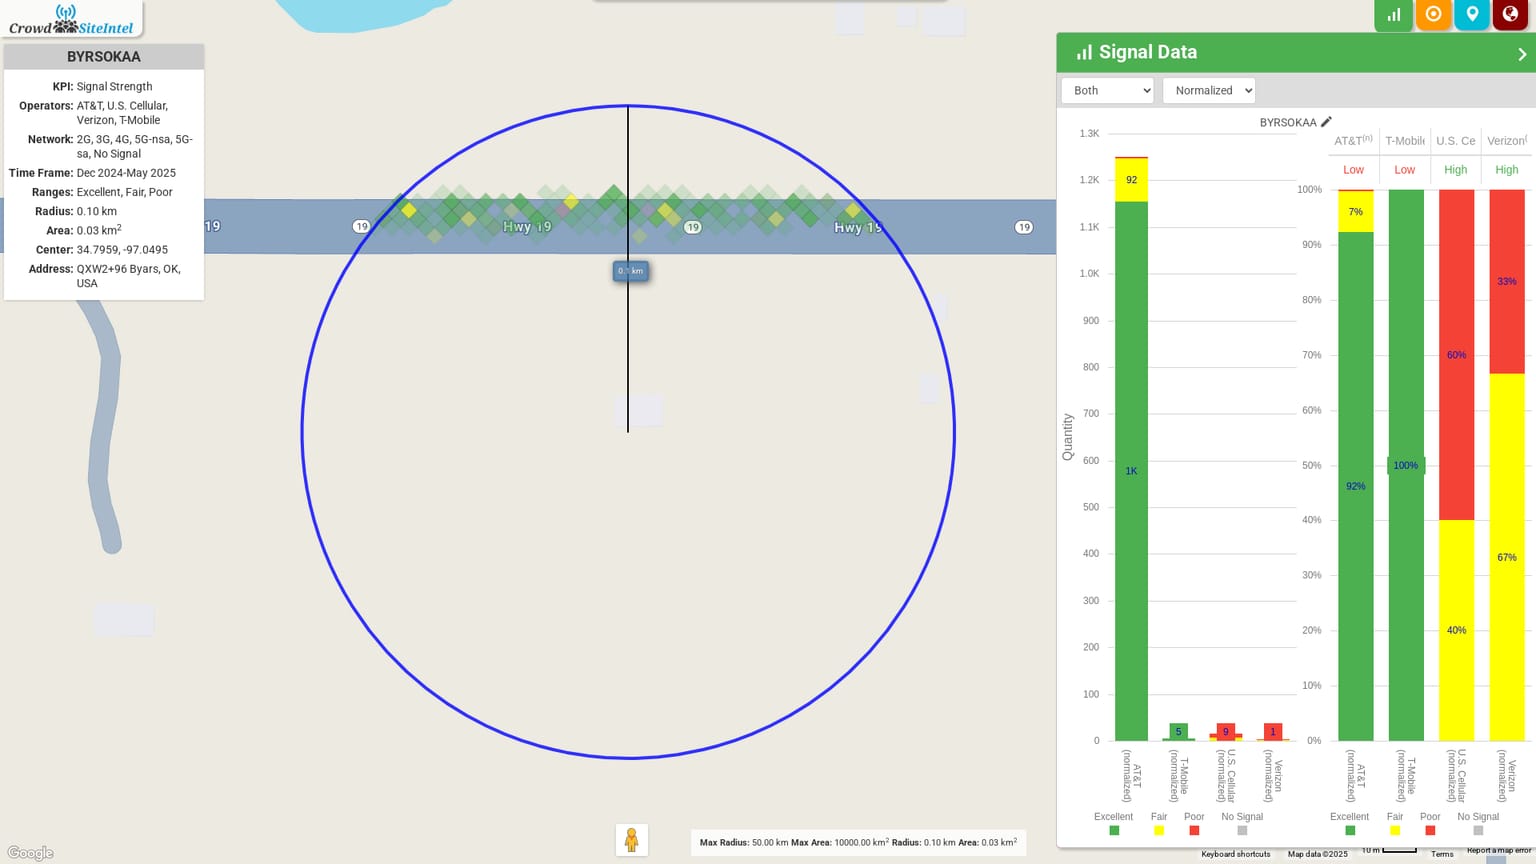 Crowd SiteIntel
BYRSOKAA
KPI: Signal Strength
Operators: AT&T, U.S. Cellular,
Verizon, T-Mobile
Network: 2G, 3G, 4G, 5G-nsa, 5G-
sa, No Signal
Time Frame: Dec 2024-May 2025
Ranges: Excellent, Fair, Poor
Radius: 0.10 km
Area: 0.03 km²
Center: 34.7959, -97.0495
Address: QXW2+96 Byars, OK,
USA
19
19
Hwy 19
19
Hwy 19
19
0.1 km
Signal Data
Both
Normalized
BYRSOKAA
1.3K
1.2K
1.1K
1.0K
900
800
700
600
500
400
300
200
100
0
Quantity
92
1K
5
9
1
AT&T
(normalized)
T-Mobile
(normalized)
U.S. Cellular
(normalized)
Verizon
(normalized)
Excellent
Fair
Poor
No Signal
AT&T(n)
T-Mobile
U.S. Ce
Verizon(
Low
Low
High
High
100%
90%
80%
70%
60%
50%
40%
30%
20%
10%
0%
7%
92%
100%
60%
40%
33%
67%
AT&T
(normalized)
T-Mobile
(normalized)
U.S. Cellular
(normalized)
Verizon
(normalized)
Excellent
Fair
Poor
No Signal
Google
Max Radius: 50.00 km Max Area: 10000.00 km² Radius: 0.10 km Area: 0.03 km²
Keyboard shortcuts
Map data ©2025
10 m
Terms
Report a map error